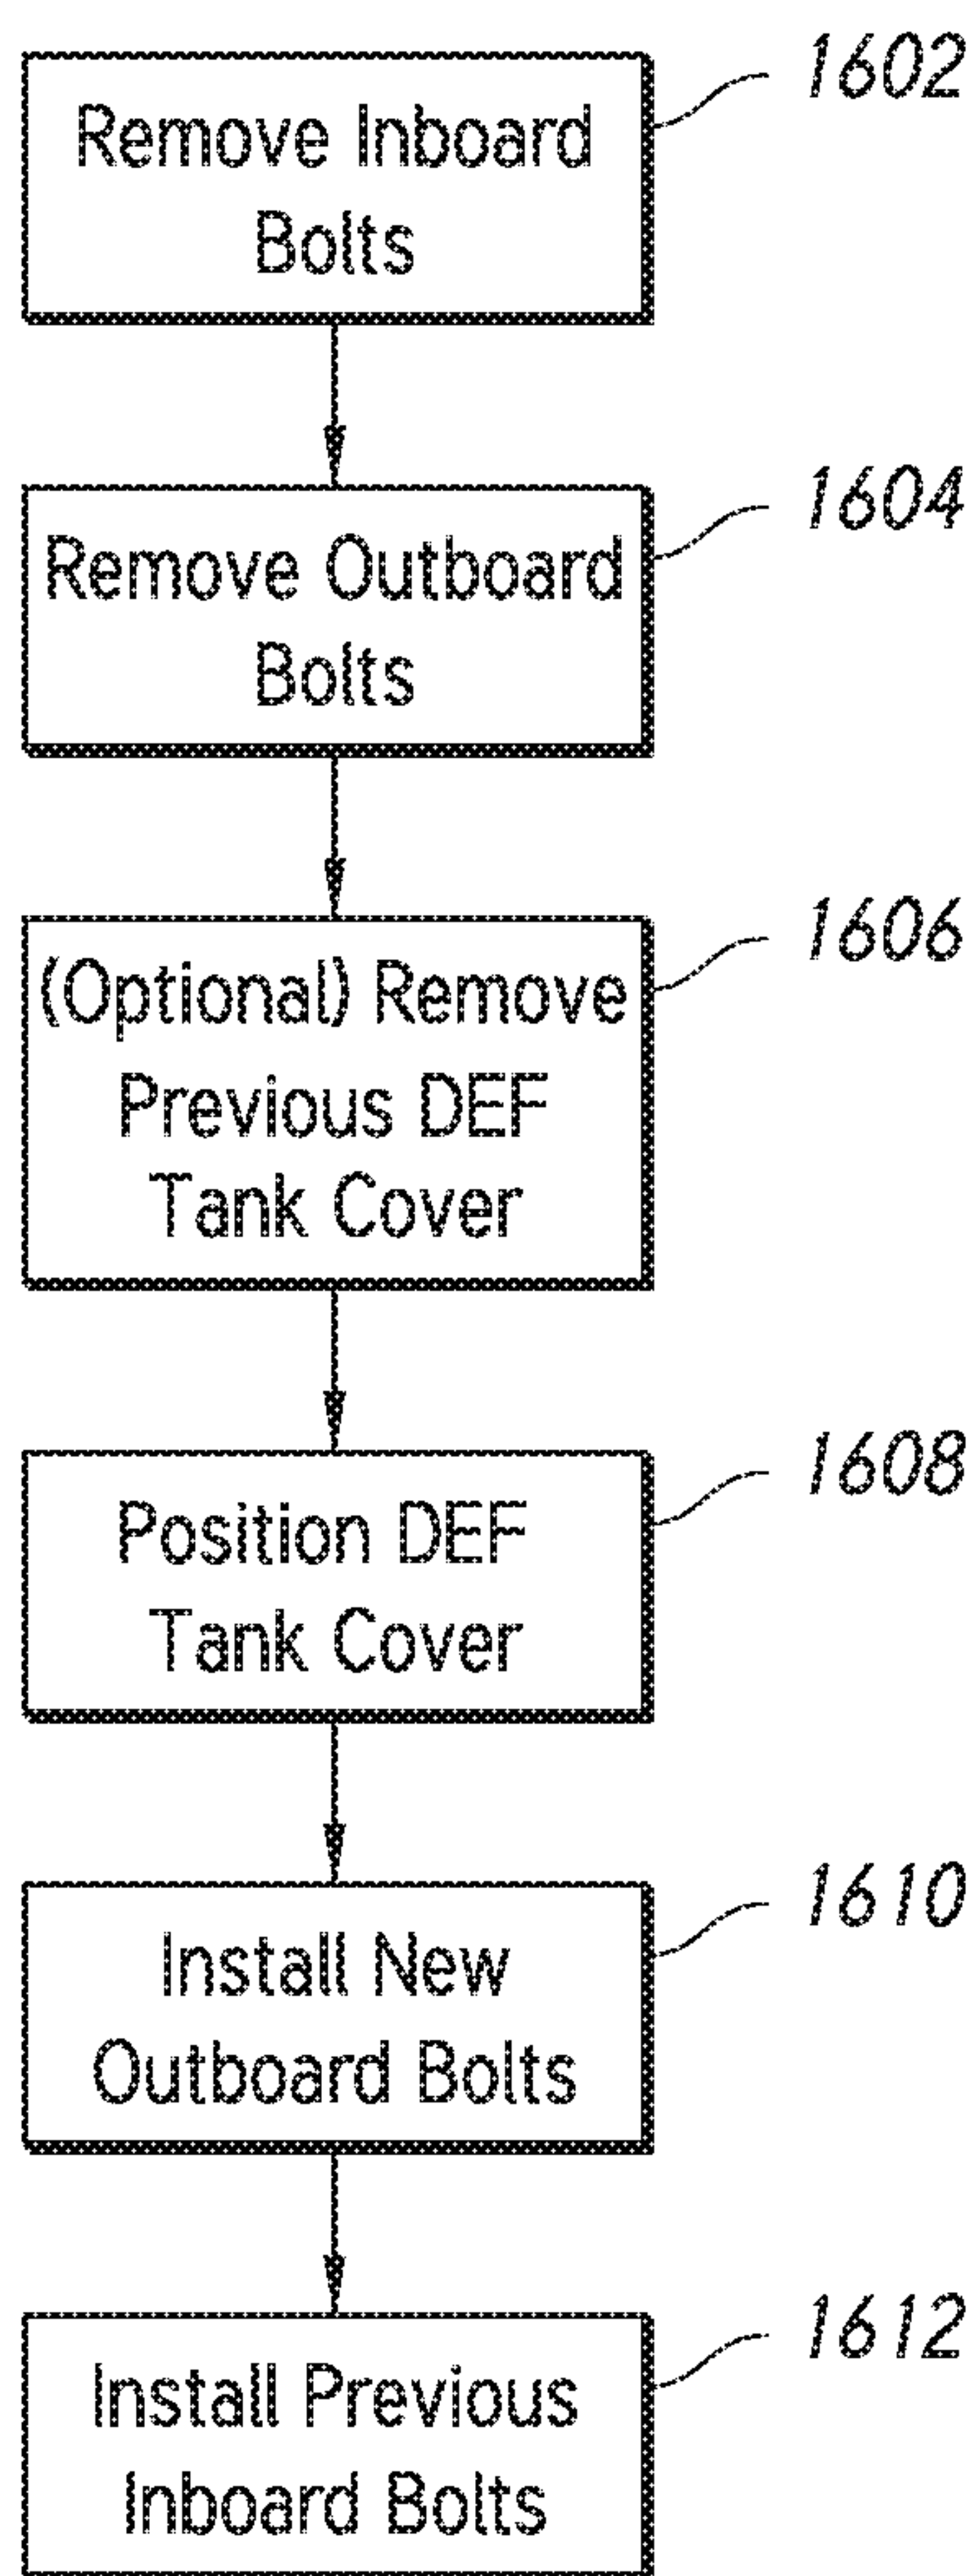 Remove Inboard
Bolts
1602
Remove Outboard
Bolts
1604
(Optional) Remove
Previous DEF
Tank Cover
1606
Position DEF
Tank Cover
1608
Install New
Outboard Bolts
1610
Install Previous
Inboard Bolts
1612